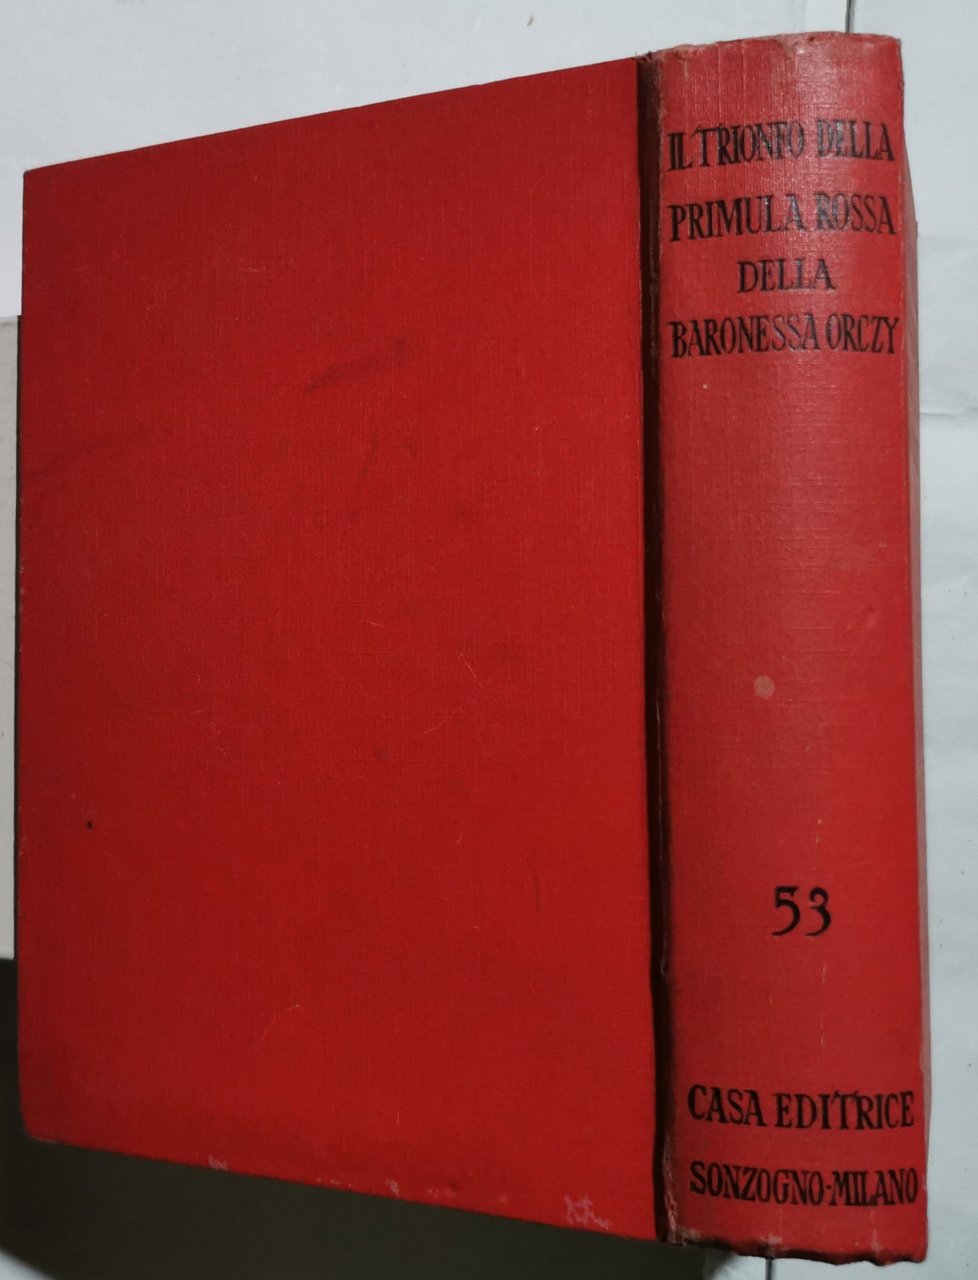 IL TRIONFO DELLA
PRIMULA ROSSA
DELLA
BARONESSA ORCZY
53
CASA EDITRICE
SONZOGNO-MILANO